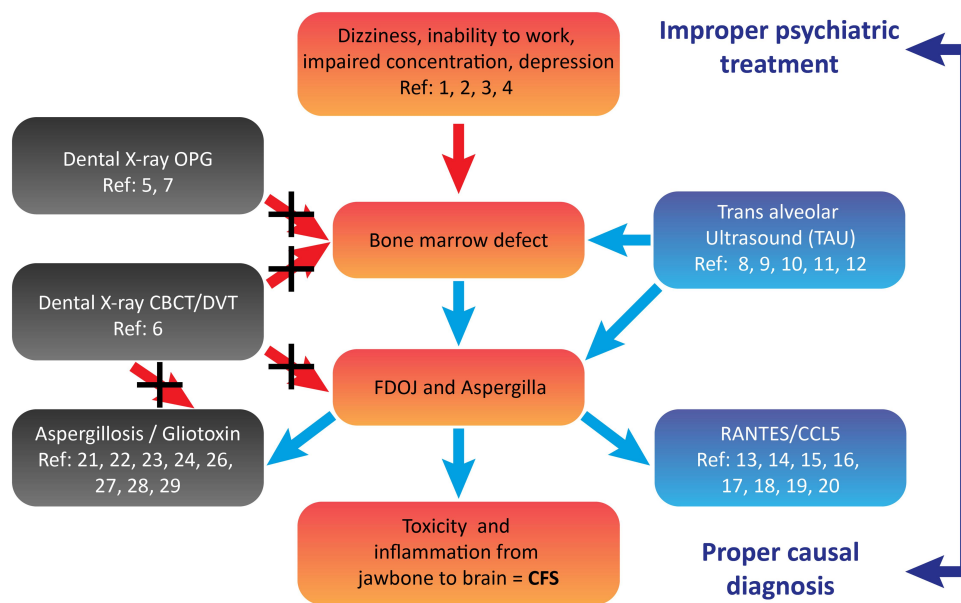 Dizziness, inability to work,
impaired concentration, depression
Ref: 1, 2, 3, 4
Improper psychiatric
treatment
Dental X-ray OPG
Ref: 5, 7
Bone marrow defect
Trans alveolar
Ultrasound (TAU)
Ref: 8, 9, 10, 11, 12
Dental X-ray CBCT/DVT
Ref: 6
FDOJ and Aspergilla
Aspergillosis / Gliotoxin
Ref: 21, 22, 23, 24, 26,
27, 28, 29
RANTES/CCL5
Ref: 13, 14, 15, 16,
17, 18, 19, 20
Toxicity and
inflammation from
jawbone to brain = CFS
Proper causal
diagnosis